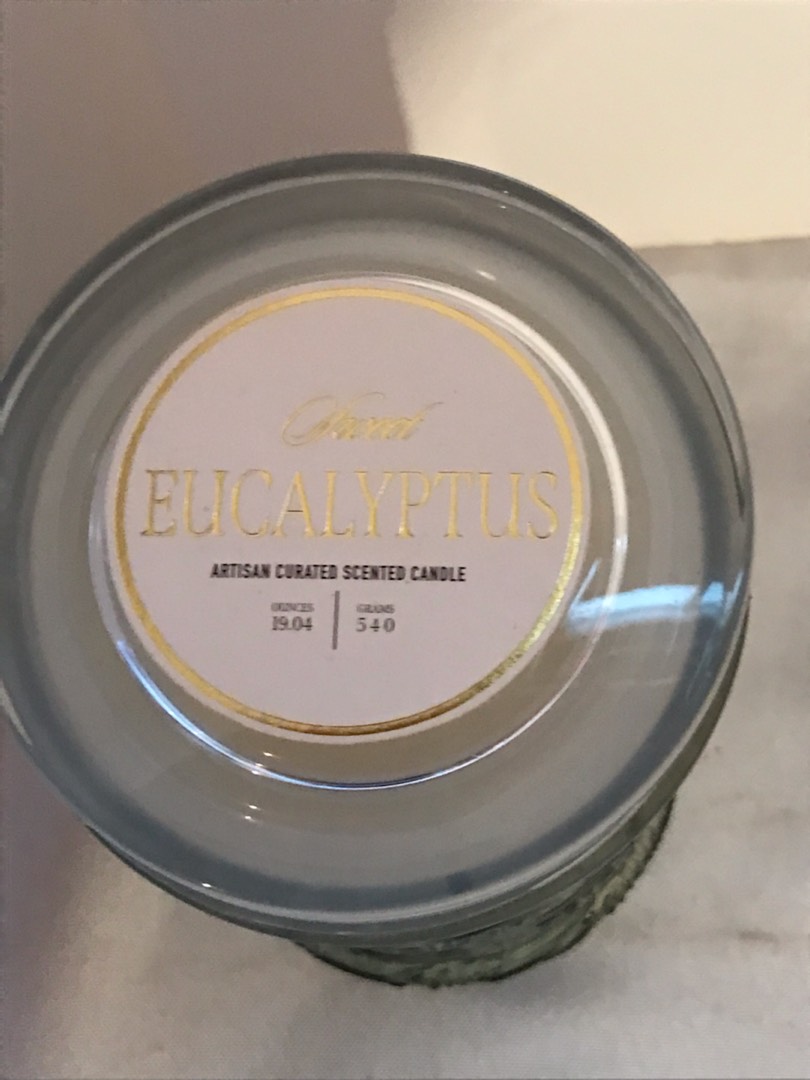 Sweet
EUCALYPTUS
ARTISAN CURATED SCENTED CANDLE
OUNCES
19.04
GRAMS
540